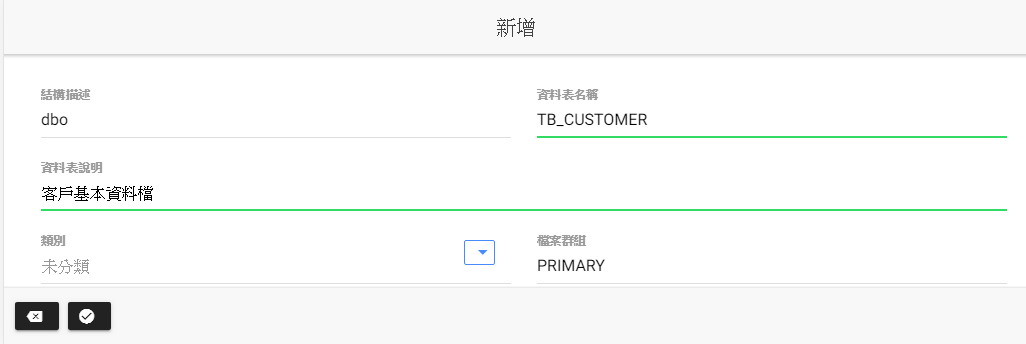 新增
結構描述
資料表名稱
dbo
TB_CUSTOMER
資料表說明
客戶基本資料檔
類別
檔案群組
未分類
PRIMARY